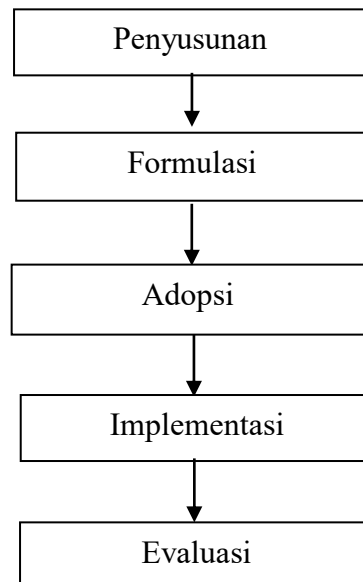 Penyusunan
Formulasi
Adopsi
Implementasi
Evaluasi